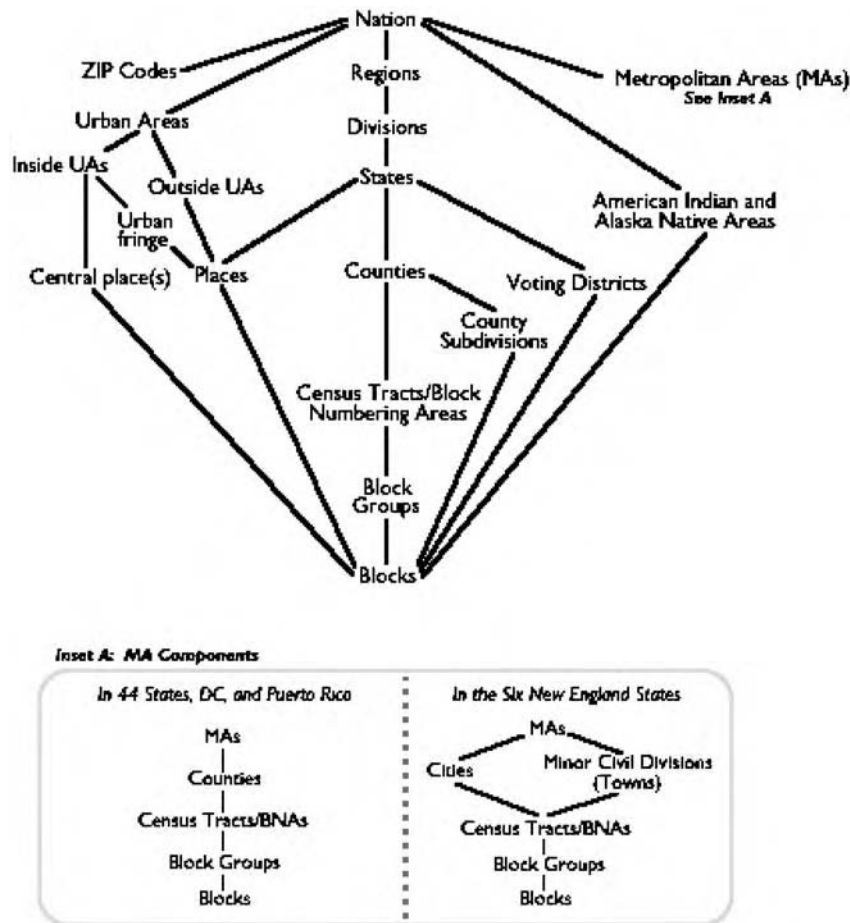 Nation
ZIP Codes
Regions
Metropolitan Areas (MAs)
See Inset A
Urban Areas
Divisions
Inside UAs
Outside UAs
States
American Indian and
Alaska Native Areas
Urban
fringe
Central place(s)
Places
Counties
Voting Districts
County
Subdivisions
Census Tracts/Block
Numbering Areas
Block
Groups
Blocks
Inset A: MA Components
In 44 States, DC, and Puerto Rico
MAs
Counties
Census Tracts/BNAs
Block Groups
Blocks
In the Six New England States
MAs
Cities
Minor Civil Divisions
(Towns)
Census Tracts/BNAs
Block Groups
Blocks